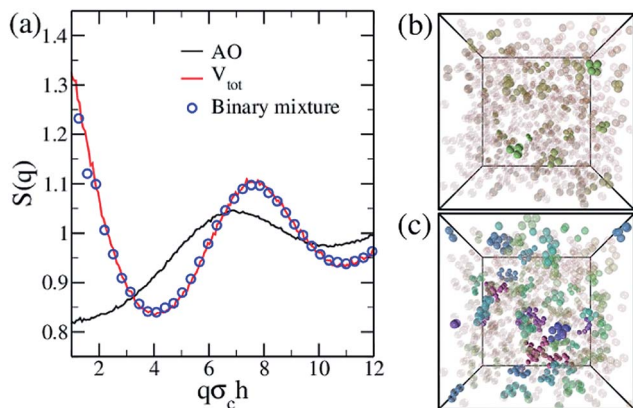 (a)
1.4
1.3
1.2
1.1
1
0.9
0.8
S(q)
AO
V_tot
Binary mixture
2 4 6 8 10 12
qσ_c h
(b)
(c)